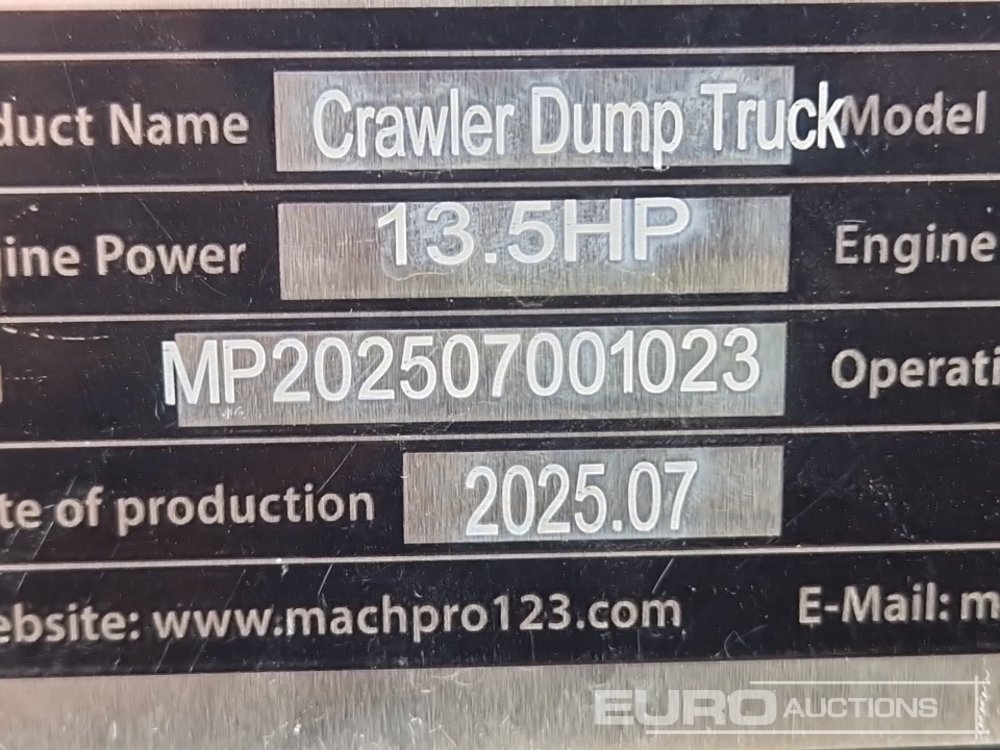 duct Name Crawler Dump Truck Model
gine Power 13.5HP Engine
MP202507001023 Operati
te of production 2025.07
ebsite: www.machpro123.com E-Mail: m
EURO AUCTIONS